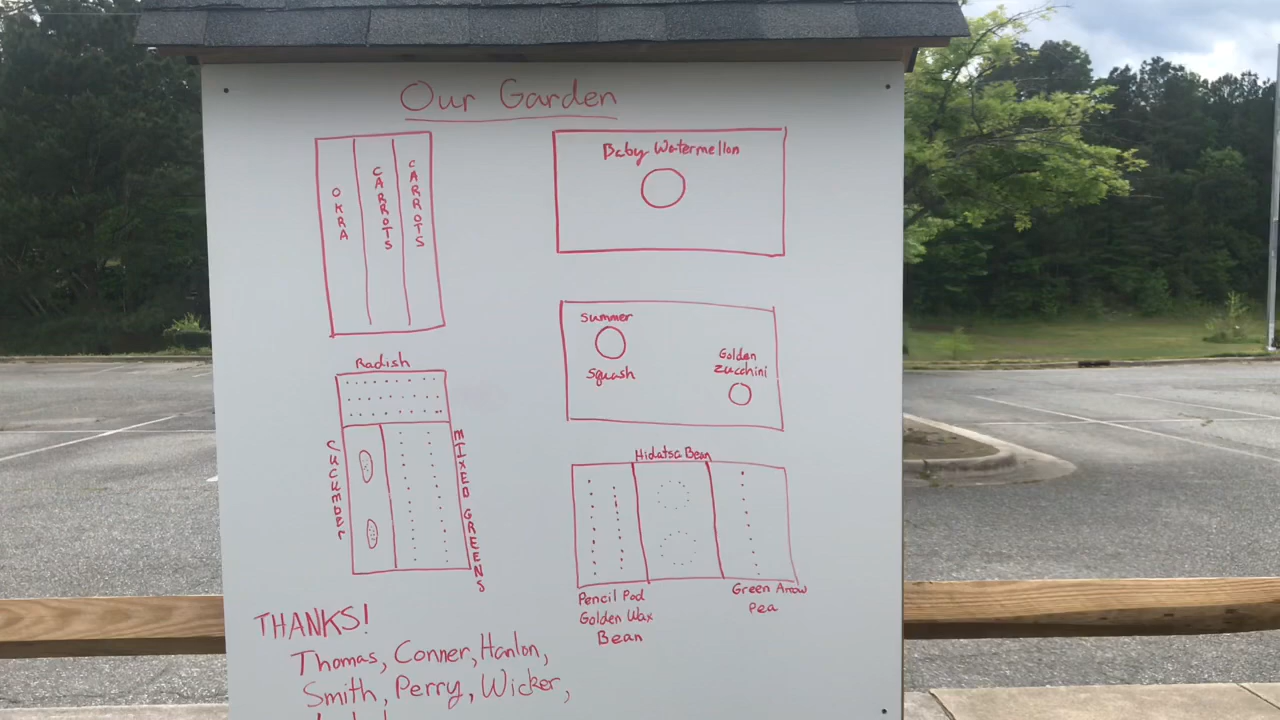 Our Garden
OKRA
CARROTS
CARROTS
Baby Watermellon
Summer
Squash
Golden
Zucchini
Radish
CUCUMBER
MIXED GREENS
Hidatsa Bean
Pencil Pod
Golden Wax
Bean
Green Arrow
Pea
THANKS!
Thomas, Conner, Hanlon,
Smith, Perry, Wicker,